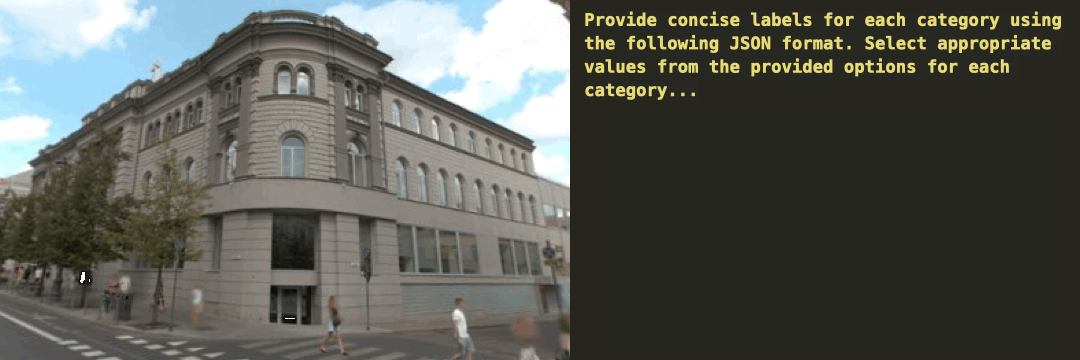 Provide concise labels for each category using
the following JSON format. Select appropriate
values from the provided options for each
category...